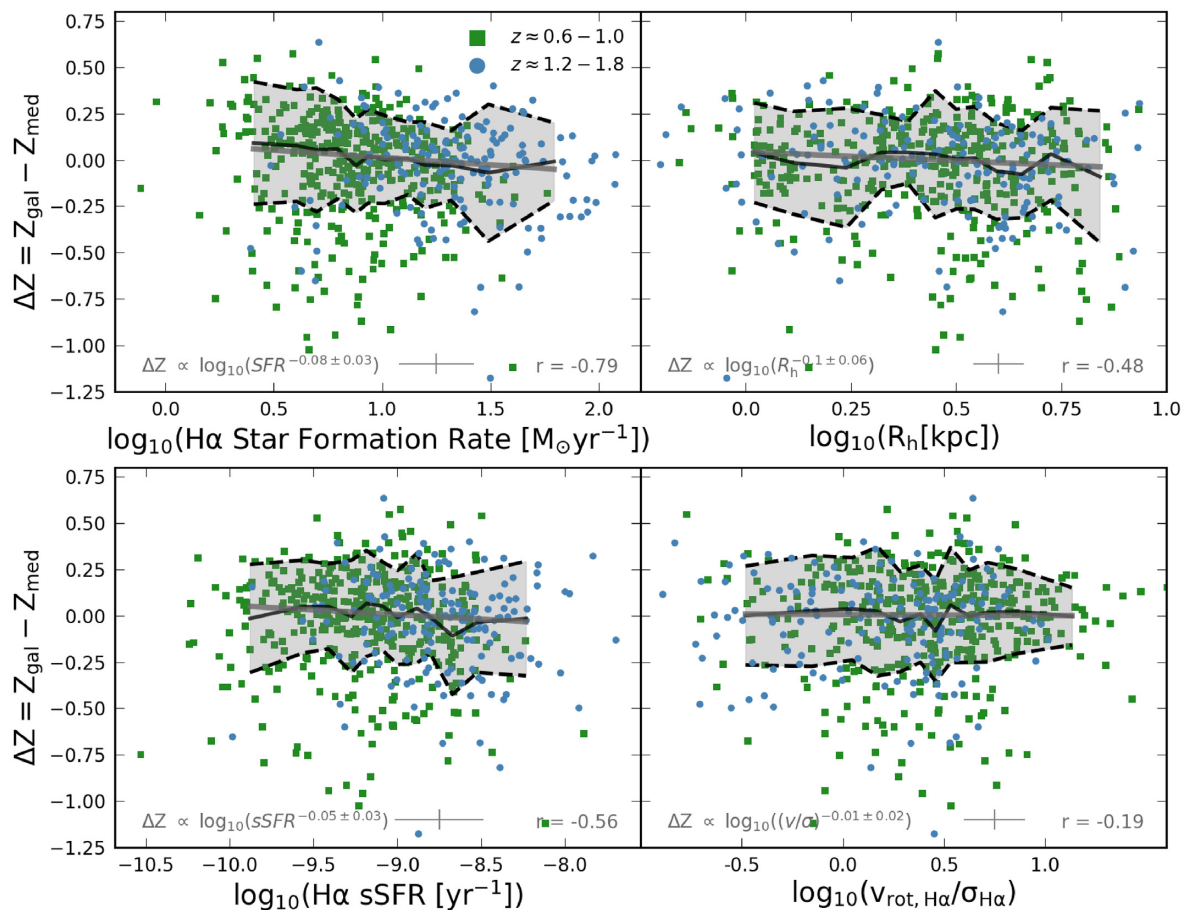 0.75
0.50
0.25
0.00
−0.25
−0.50
−0.75
−1.00
−1.25
ΔZ = Z_gal − Z_med
z ≈ 0.6 − 1.0
z ≈ 1.2 − 1.8
ΔZ ∝ log₁₀(SFR^−0.08 ± 0.03)
r = -0.79
0.0 0.5 1.0 1.5 2.0
log₁₀(Hα Star Formation Rate [M⊙yr⁻¹])
ΔZ ∝ log₁₀(R_h^−0.1 ± 0.06)
r = -0.48
0.0 0.25 0.5 0.75 1.0
log₁₀(R_h[kpc])
0.75
0.50
0.25
0.00
−0.25
−0.50
−0.75
−1.00
−1.25
ΔZ = Z_gal − Z_med
ΔZ ∝ log₁₀(sSFR^−0.05 ± 0.03)
r = -0.56
−10.5 −10.0 −9.5 −9.0 −8.5 −8.0
log₁₀(Hα sSFR [yr⁻¹])
ΔZ ∝ log₁₀((v/σ)^−0.01 ± 0.02)
r = -0.19
-0.5 0.0 0.5 1.0
log₁₀(v_rot, Hα/σ_Hα)